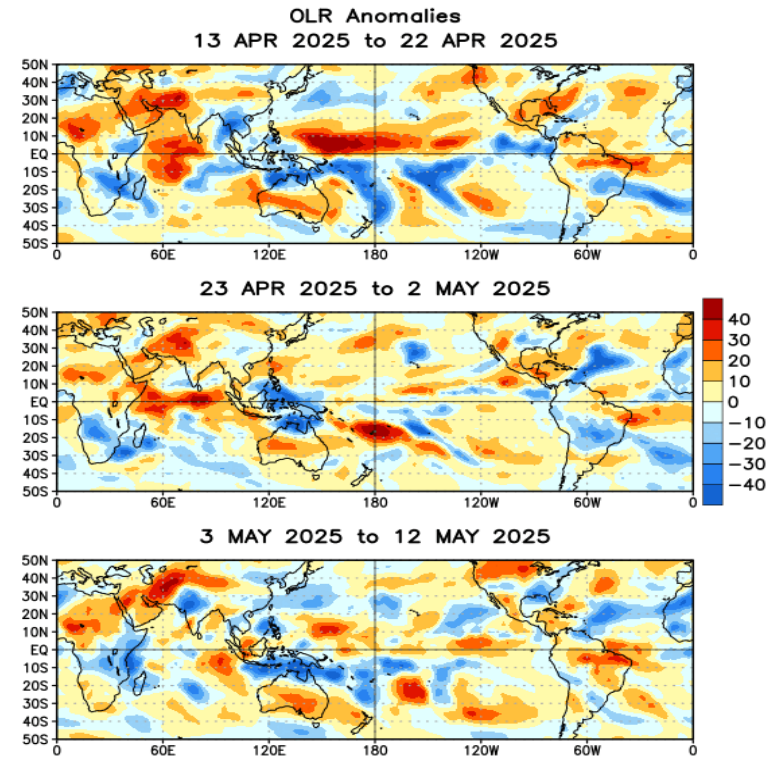 OLR Anomalies
13 APR 2025 to 22 APR 2025
50N
40N
30N
20N
10N
EQ
10S
20S
30S
40S
50S
0 60E 120E 180 120W 60W 0
23 APR 2025 to 2 MAY 2025
50N
40N
30N
20N
10N
EQ
10S
20S
30S
40S
50S
0 60E 120E 180 120W 60W 0
40
30
20
10
0
-10
-20
-30
-40
3 MAY 2025 to 12 MAY 2025
50N
40N
30N
20N
10N
EQ
10S
20S
30S
40S
50S
0 60E 120E 180 120W 60W 0